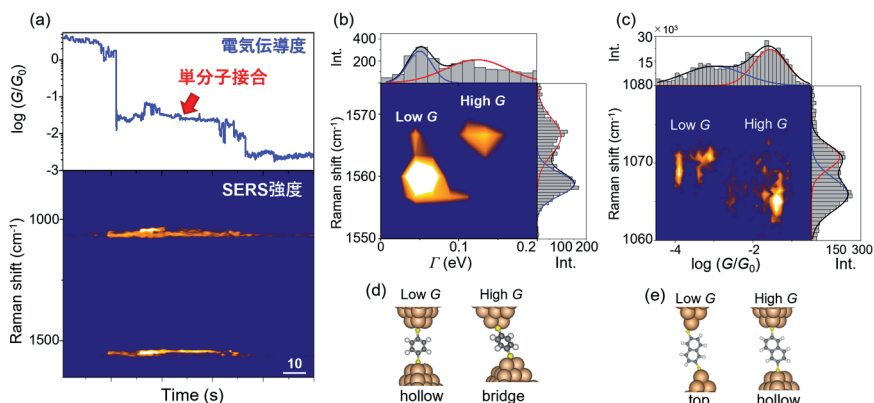 (a)
電気伝導度
単分子接合
log (G/G₀)
0
-1
-2
-3
SERS強度
Raman shift (cm⁻¹)
1000
1500
10
Time (s)
(b)
Int.
400
200
Low G
High G
Raman shift (cm⁻¹)
1570
1560
1550
0
0.1
0.2
Γ (eV)
100 200
Int.
(c)
× 10³
Int.
30
15
1080
Low G
High G
Raman shift (cm⁻¹)
1070
1060
-4
-2
log (G/G₀)
150 300
Int.
(d)
Low G
High G
hollow
bridge
(e)
Low G
High G
top
hollow